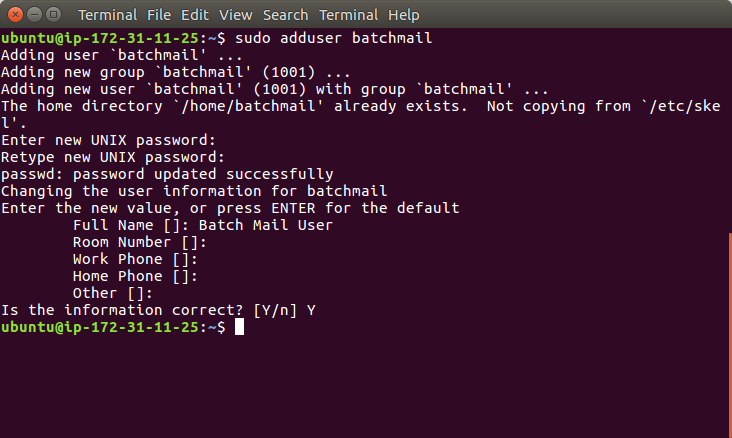 Terminal File Edit View Search Terminal Help
ubuntu@ip-172-31-11-25:~$ sudo adduser batchmail
Adding user `batchmail' ...
Adding new group `batchmail' (1001) ...
Adding new user `batchmail' (1001) with group `batchmail' ...
The home directory `/home/batchmail' already exists.  Not copying from `/etc/ske
l'.
Enter new UNIX password:
Retype new UNIX password:
passwd: password updated successfully
Changing the user information for batchmail
Enter the new value, or press ENTER for the default
        Full Name []: Batch Mail User
        Room Number []:
        Work Phone []:
        Home Phone []:
        Other []:
Is the information correct? [Y/n] Y
ubuntu@ip-172-31-11-25:~$